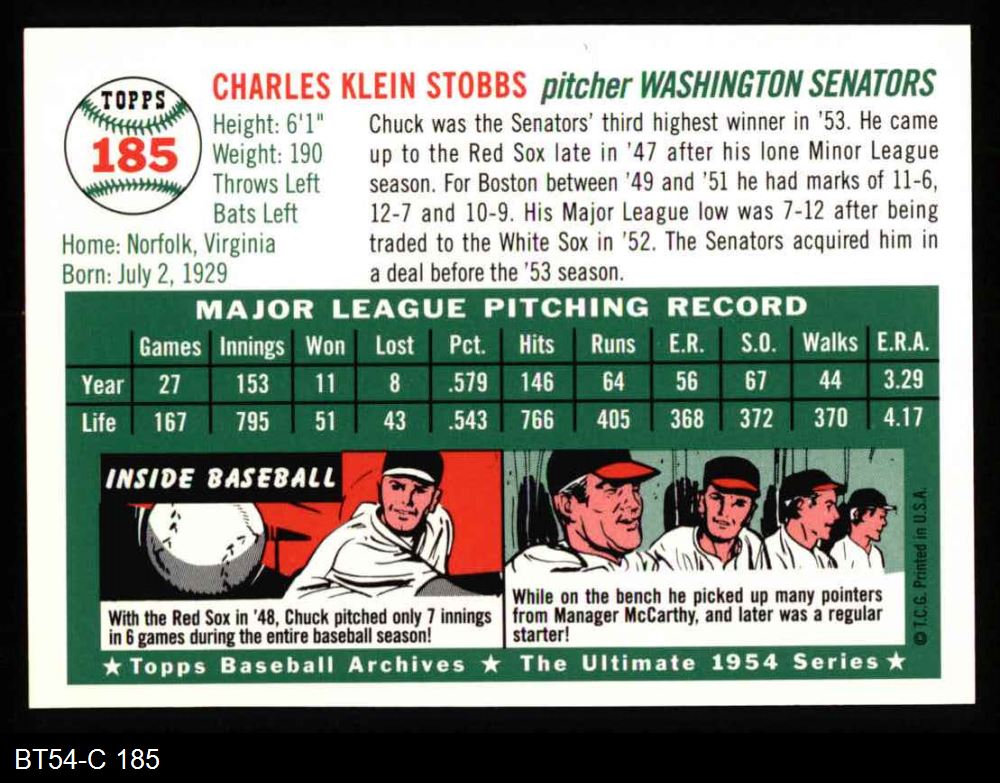 TOPPS
185
CHARLES KLEIN STOBBS pitcher WASHINGTON SENATORS
Height: 6'1"
Weight: 190
Throws Left
Bats Left
Home: Norfolk, Virginia
Born: July 2, 1929
Chuck was the Senators' third highest winner in '53. He came
up to the Red Sox late in '47 after his lone Minor League
season. For Boston between '49 and '51 he had marks of 11-6,
12-7 and 10-9. His Major League low was 7-12 after being
traded to the White Sox in '52. The Senators acquired him in
a deal before the '53 season.
MAJOR LEAGUE PITCHING RECORD
Games Innings Won Lost Pct. Hits Runs E.R. S.O. Walks E.R.A.
Year 27 153 11 8 .579 146 64 56 67 44 3.29
Life 167 795 51 43 .543 766 405 368 372 370 4.17
INSIDE BASEBALL
With the Red Sox in '48, Chuck pitched only 7 innings
in 6 games during the entire baseball season!
While on the bench he picked up many pointers
from Manager McCarthy, and later was a regular
starter!
© T.C.G. Printed in U.S.A.
★ Topps Baseball Archives ★ The Ultimate 1954 Series ★
BT54-C 185